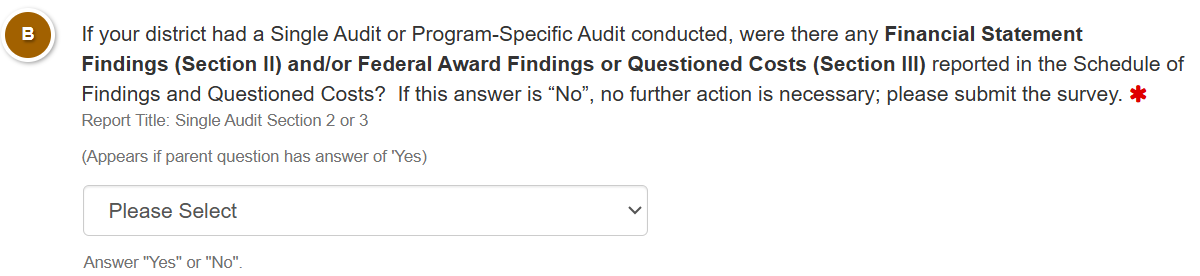 B
If your district had a Single Audit or Program-Specific Audit conducted, were there any Financial Statement
Findings (Section II) and/or Federal Award Findings or Questioned Costs (Section III) reported in the Schedule of
Findings and Questioned Costs?  If this answer is “No”, no further action is necessary; please submit the survey. ✱
Report Title: Single Audit Section 2 or 3
(Appears if parent question has answer of 'Yes)
Please Select
Answer "Yes" or "No".